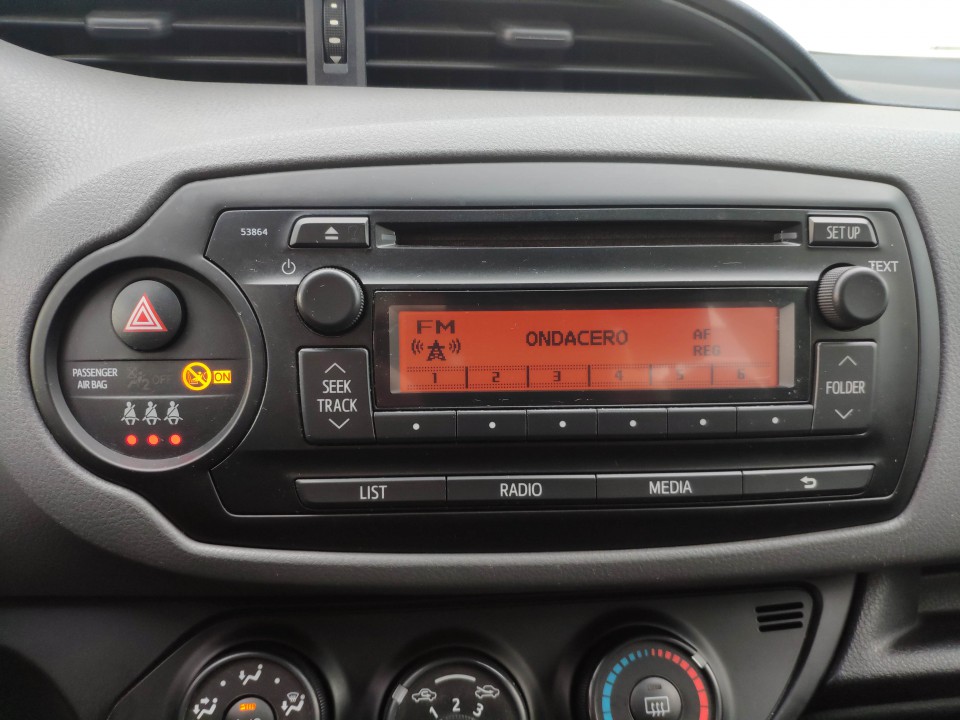 53864
SET UP
TEXT
FM
ONDACERO
AF
REG
1 2 3 4 5 6
SEEK
TRACK
FOLDER
PASSENGER
AIR BAG
OFF
ON
LIST
RADIO
MEDIA
1 2 3